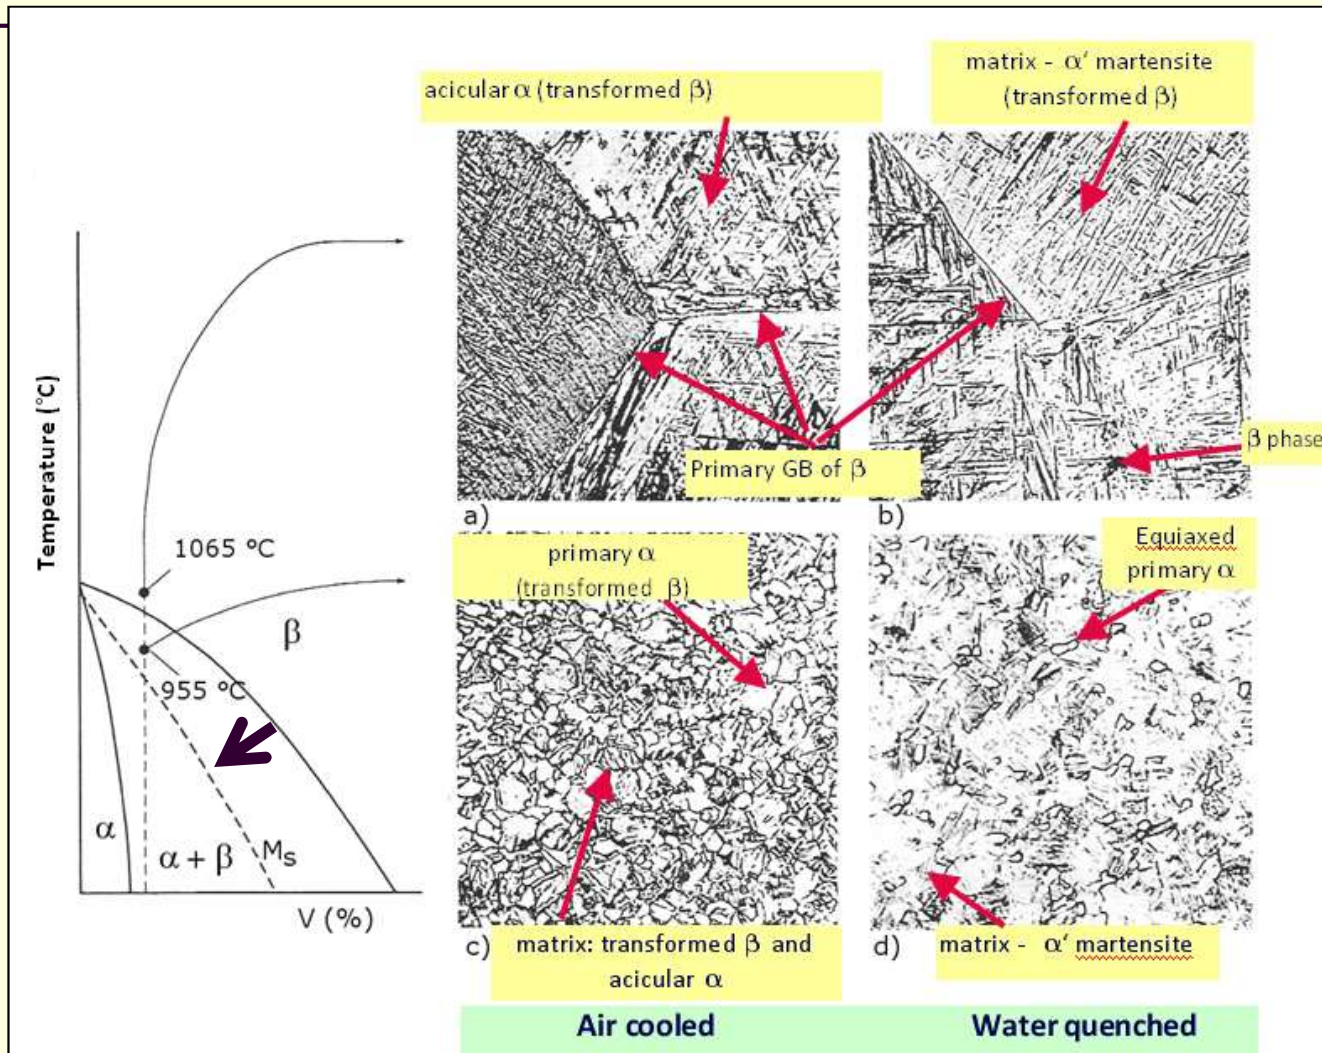 acicular α (transformed β)
matrix - α‘ martensite
(transformed β)
Temperature (°C)
1065 °C
955 °C
β
α
α + β
Ms
V (%)
Primary GB of β
β phase
a)
b)
primary α
(transformed β)
Equiaxed
primary α
c)
matrix: transformed β and
acicular α
d)
matrix - α‘ martensite
Air cooled
Water quenched